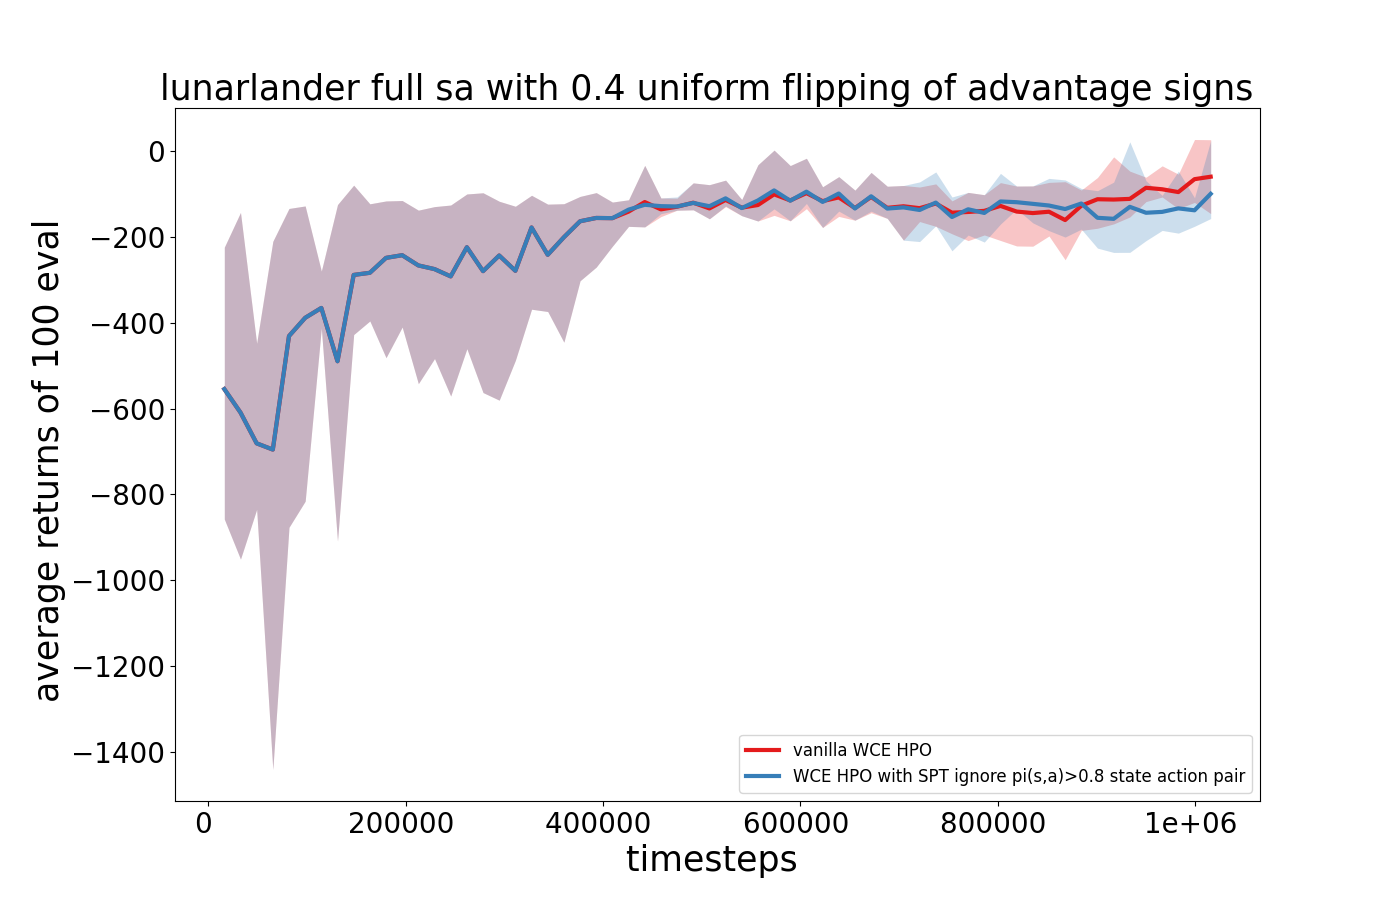 lunarlander full sa with 0.4 uniform flipping of advantage signs
average returns of 100 eval
0
−200
−400
−600
−800
−1000
−1200
−1400
vanilla WCE HPO
WCE HPO with SPT ignore pi(s,a)>0.8 state action pair
0 200000 400000 600000 800000 1e+06
timesteps